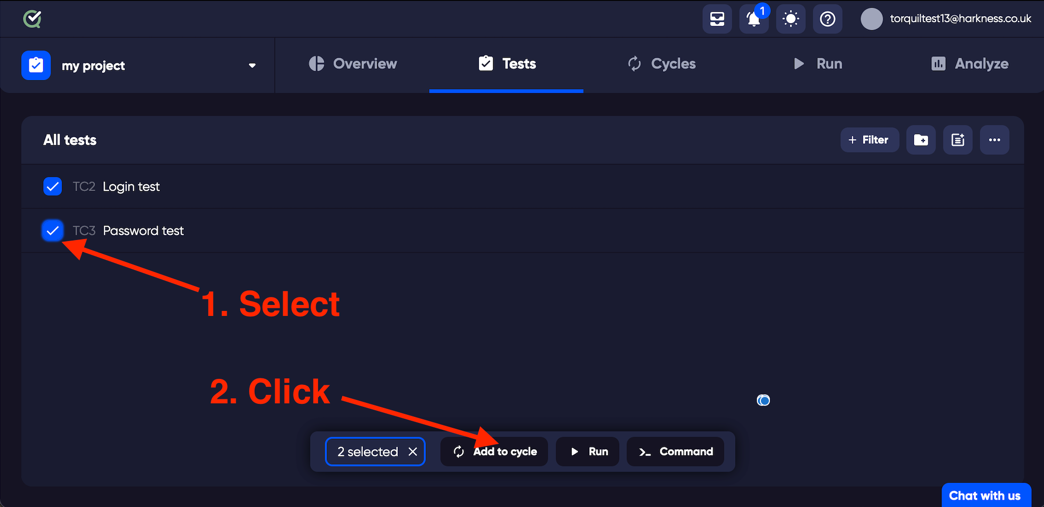 1
torquiltest13@harkness.co.uk
my project
Overview
Tests
Cycles
Run
Analyze
All tests
+ Filter
TC2 Login test
TC3 Password test
1. Select
2. Click
2 selected
Add to cycle
Run
Command
Chat with us